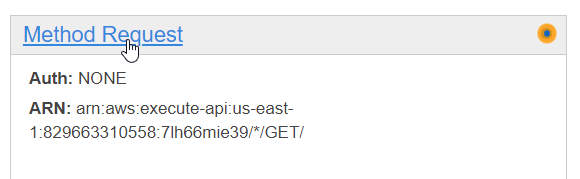 Method Request
Auth: NONE
ARN: arn:aws:execute-api:us-east-
1:829663310558:7lh66mie39/*/GET/